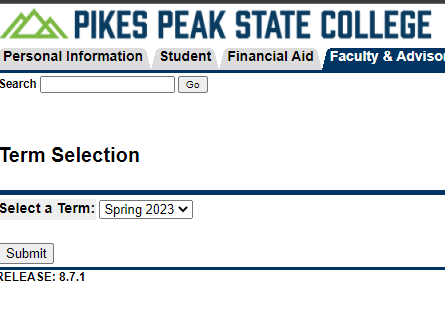 PIKES PEAK STATE COLLEGE
Personal Information Student Financial Aid Faculty & Advisor
Search Go
Term Selection
Select a Term: Spring 2023
Submit
RELEASE: 8.7.1